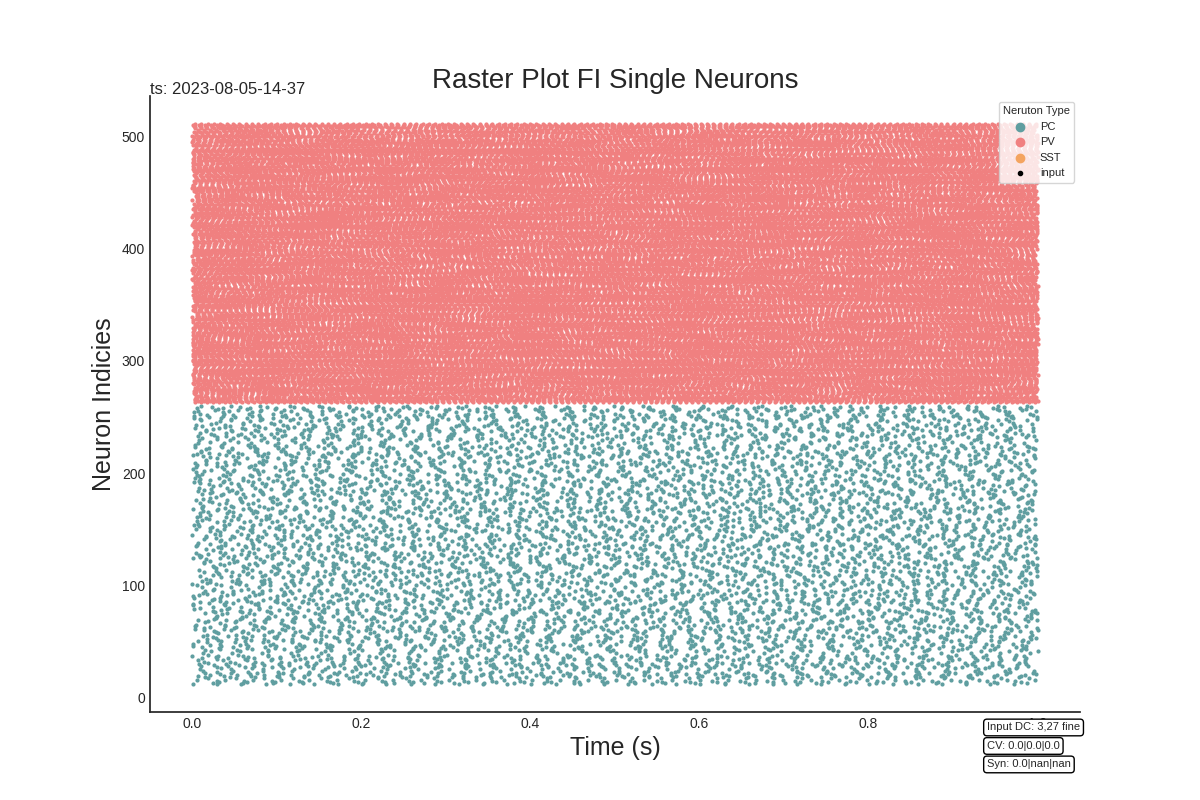 Raster Plot FI Single Neurons
ts: 2023-08-05-14-37
Neruton Type
PC
PV
SST
input
500
400
300
200
100
0
Neuron Indicies
0.0 0.2 0.4 0.6 0.8
Time (s)
Input DC: 3,27 fine
CV: 0.0|0.0|0.0
Syn: 0.0|nan|nan